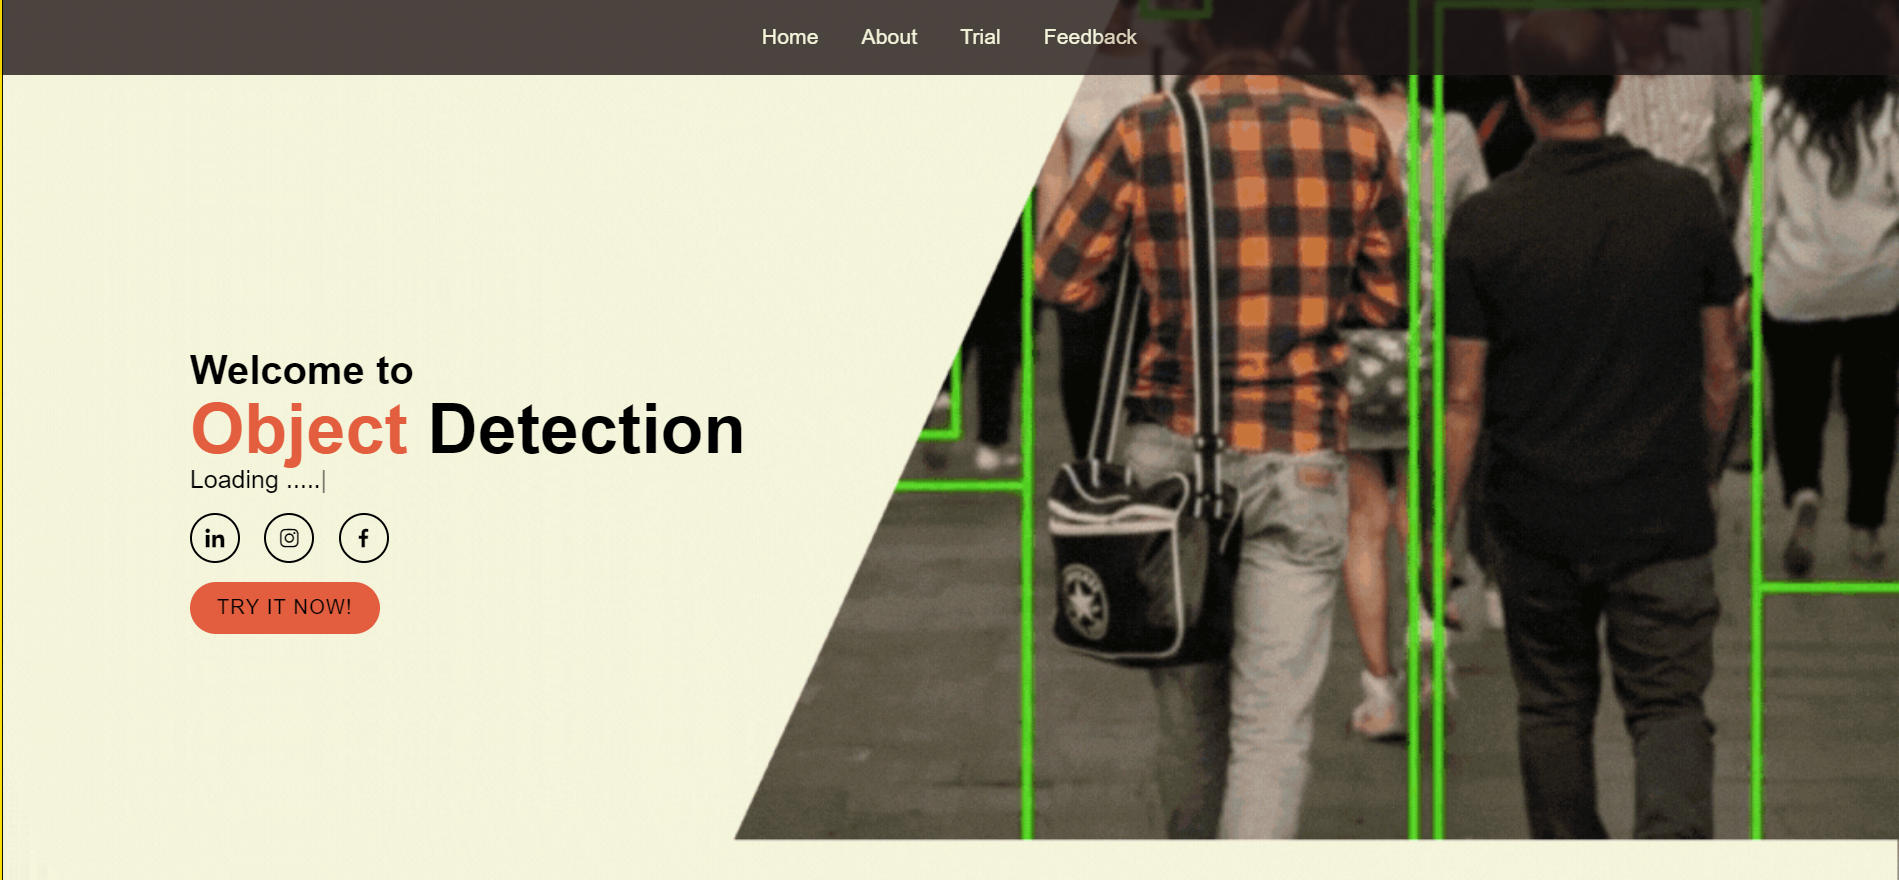 Home About Trial Feedback
Welcome to
Object Detection
Loading .....|
in
f
TRY IT NOW!